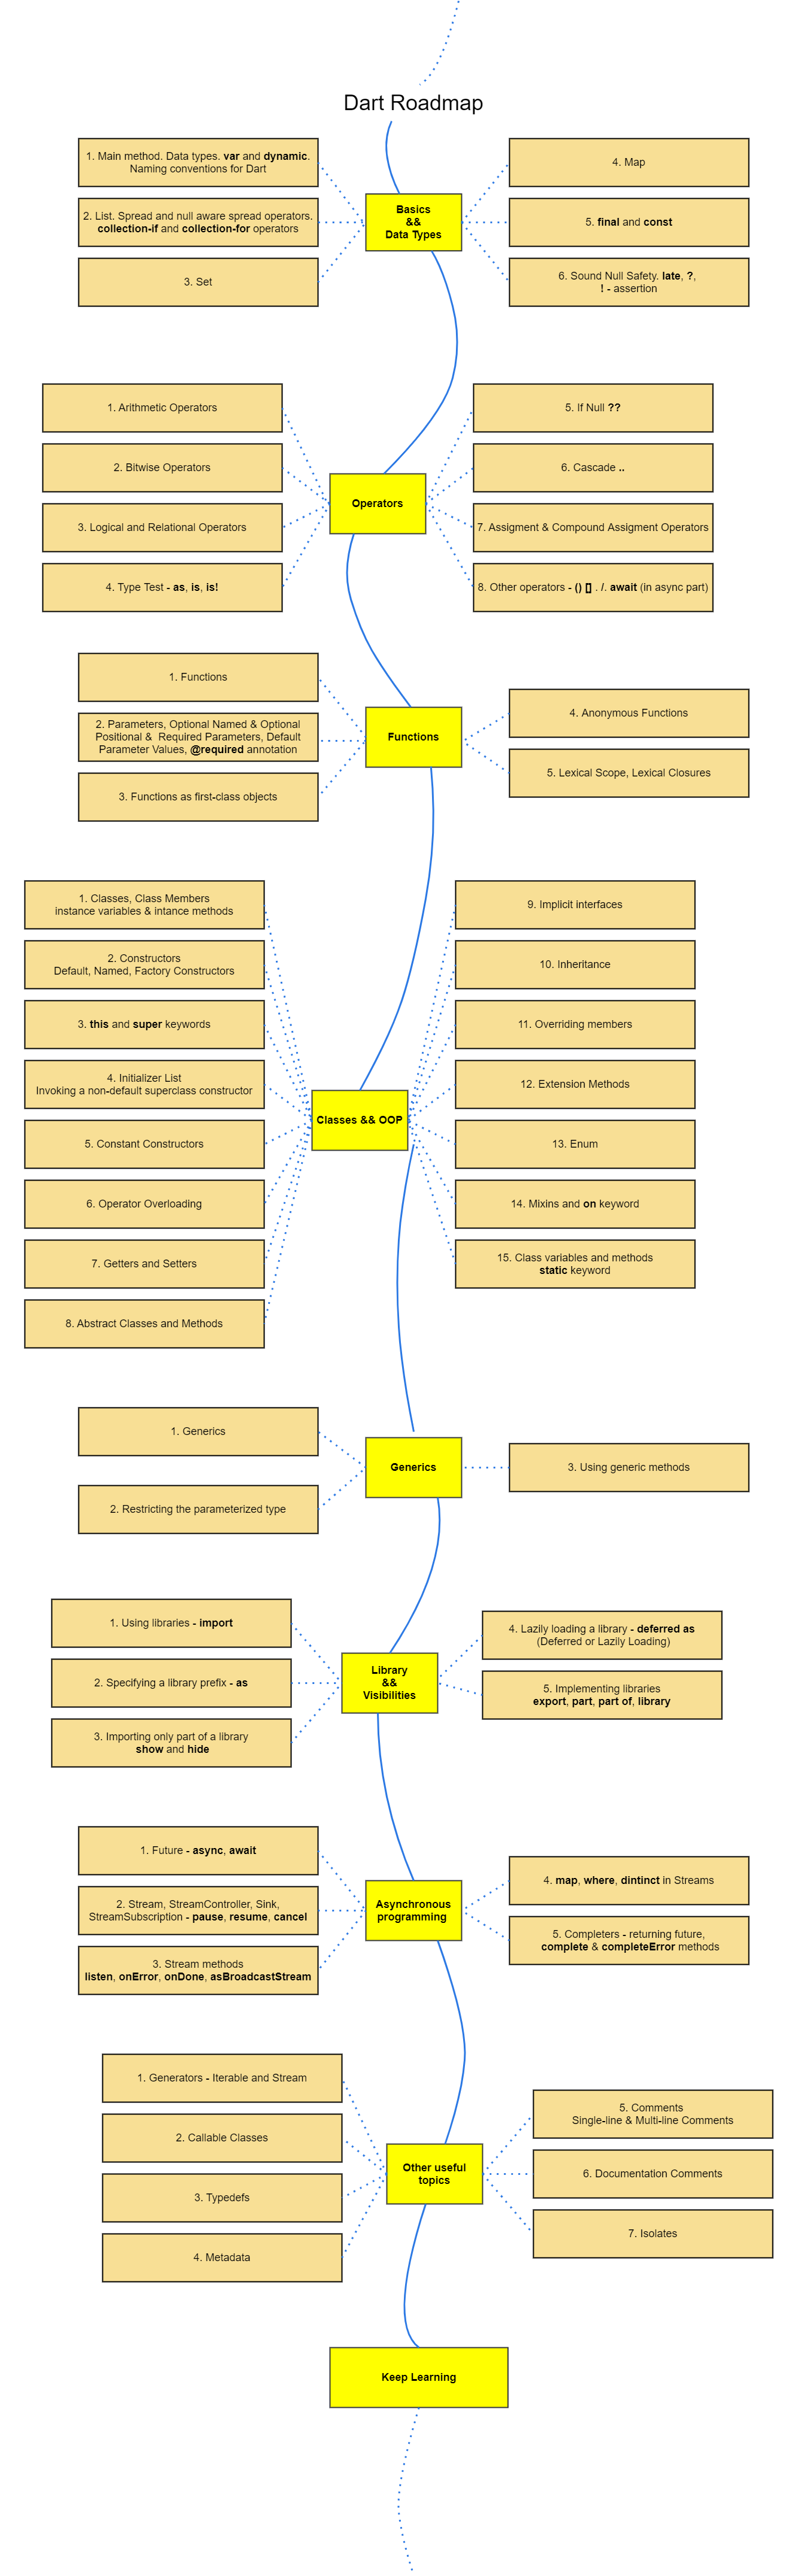 Dart Roadmap
1. Main method. Data types. var and dynamic.
Naming conventions for Dart
2. List. Spread and null aware spread operators.
collection-if and collection-for operators
3. Set
Basics
&&
Data Types
4. Map
5. final and const
6. Sound Null Safety. late, ?,
! - assertion
1. Arithmetic Operators
2. Bitwise Operators
3. Logical and Relational Operators
4. Type Test - as, is, is!
Operators
5. If Null ??
6. Cascade ..
7. Assigment & Compound Assigment Operators
8. Other operators - () [] . /. await (in async part)
1. Functions
2. Parameters, Optional Named & Optional
Positional & Required Parameters, Default
Parameter Values, @required annotation
3. Functions as first-class objects
Functions
4. Anonymous Functions
5. Lexical Scope, Lexical Closures
1. Classes, Class Members
instance variables & intance methods
2. Constructors
Default, Named, Factory Constructors
3. this and super keywords
4. Initializer List
Invoking a non-default superclass constructor
5. Constant Constructors
6. Operator Overloading
7. Getters and Setters
8. Abstract Classes and Methods
Classes && OOP
9. Implicit interfaces
10. Inheritance
11. Overriding members
12. Extension Methods
13. Enum
14. Mixins and on keyword
15. Class variables and methods
static keyword
1. Generics
2. Restricting the parameterized type
Generics
3. Using generic methods
1. Using libraries - import
2. Specifying a library prefix - as
3. Importing only part of a library
show and hide
Library
&&
Visibilities
4. Lazily loading a library - deferred as
(Deferred or Lazily Loading)
5. Implementing libraries
export, part, part of, library
1. Future - async, await
2. Stream, StreamController, Sink,
StreamSubscription - pause, resume, cancel
3. Stream methods
listen, onError, onDone, asBroadcastStream
Asynchronous
programming
4. map, where, dintinct in Streams
5. Completers - returning future,
complete & completeError methods
1. Generators - Iterable and Stream
2. Callable Classes
3. Typedefs
4. Metadata
Other useful
topics
5. Comments
Single-line & Multi-line Comments
6. Documentation Comments
7. Isolates
Keep Learning